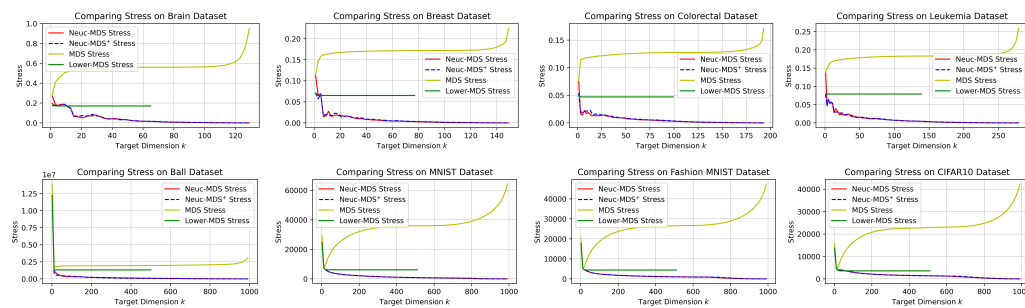 Comparing Stress on Brain Dataset
Stress
1.0
0.8
0.6
0.4
0.2
0.0
Neuc-MDS Stress
Neuc-MDS+ Stress
MDS Stress
Lower-MDS Stress
0 20 40 60 80 100 120
Target Dimension k
Comparing Stress on Breast Dataset
Stress
0.20
0.15
0.10
0.05
0.00
Neuc-MDS Stress
Neuc-MDS+ Stress
MDS Stress
Lower-MDS Stress
0 20 40 60 80 100 120 140
Target Dimension k
Comparing Stress on Colorectal Dataset
Stress
0.15
0.10
0.05
0.00
Neuc-MDS Stress
Neuc-MDS+ Stress
MDS Stress
Lower-MDS Stress
0 25 50 75 100 125 150 175 200
Target Dimension k
Comparing Stress on Leukemia Dataset
Stress
0.25
0.20
0.15
0.10
0.05
0.00
Neuc-MDS Stress
Neuc-MDS+ Stress
MDS Stress
Lower-MDS Stress
0 50 100 150 200 250
Target Dimension k
Comparing Stress on Ball Dataset
1e7
Stress
1.25
1.00
0.75
0.50
0.25
0.00
Neuc-MDS Stress
Neuc-MDS+ Stress
MDS Stress
Lower-MDS Stress
0 200 400 600 800 1000
Target Dimension k
Comparing Stress on MNIST Dataset
Stress
60000
40000
20000
0
Neuc-MDS Stress
Neuc-MDS+ Stress
MDS Stress
Lower-MDS Stress
0 200 400 600 800 1000
Target Dimension k
Comparing Stress on Fashion MNIST Dataset
Stress
40000
30000
20000
10000
0
Neuc-MDS Stress
Neuc-MDS+ Stress
MDS Stress
Lower-MDS Stress
0 200 400 600 800 1000
Target Dimension k
Comparing Stress on CIFAR10 Dataset
Stress
40000
30000
20000
10000
0
Neuc-MDS Stress
Neuc-MDS+ Stress
MDS Stress
Lower-MDS Stress
0 200 400 600 800 1000
Target Dimension k